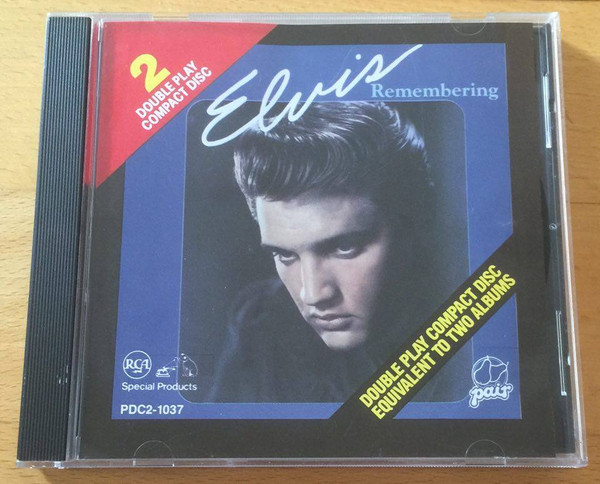 2
DOUBLE PLAY
COMPACT DISC
Elvis
Remembering
DOUBLE PLAY COMPACT DISC
EQUIVALENT TO TWO ALBUMS
RCA
Special Products
PDC2-1037
pair